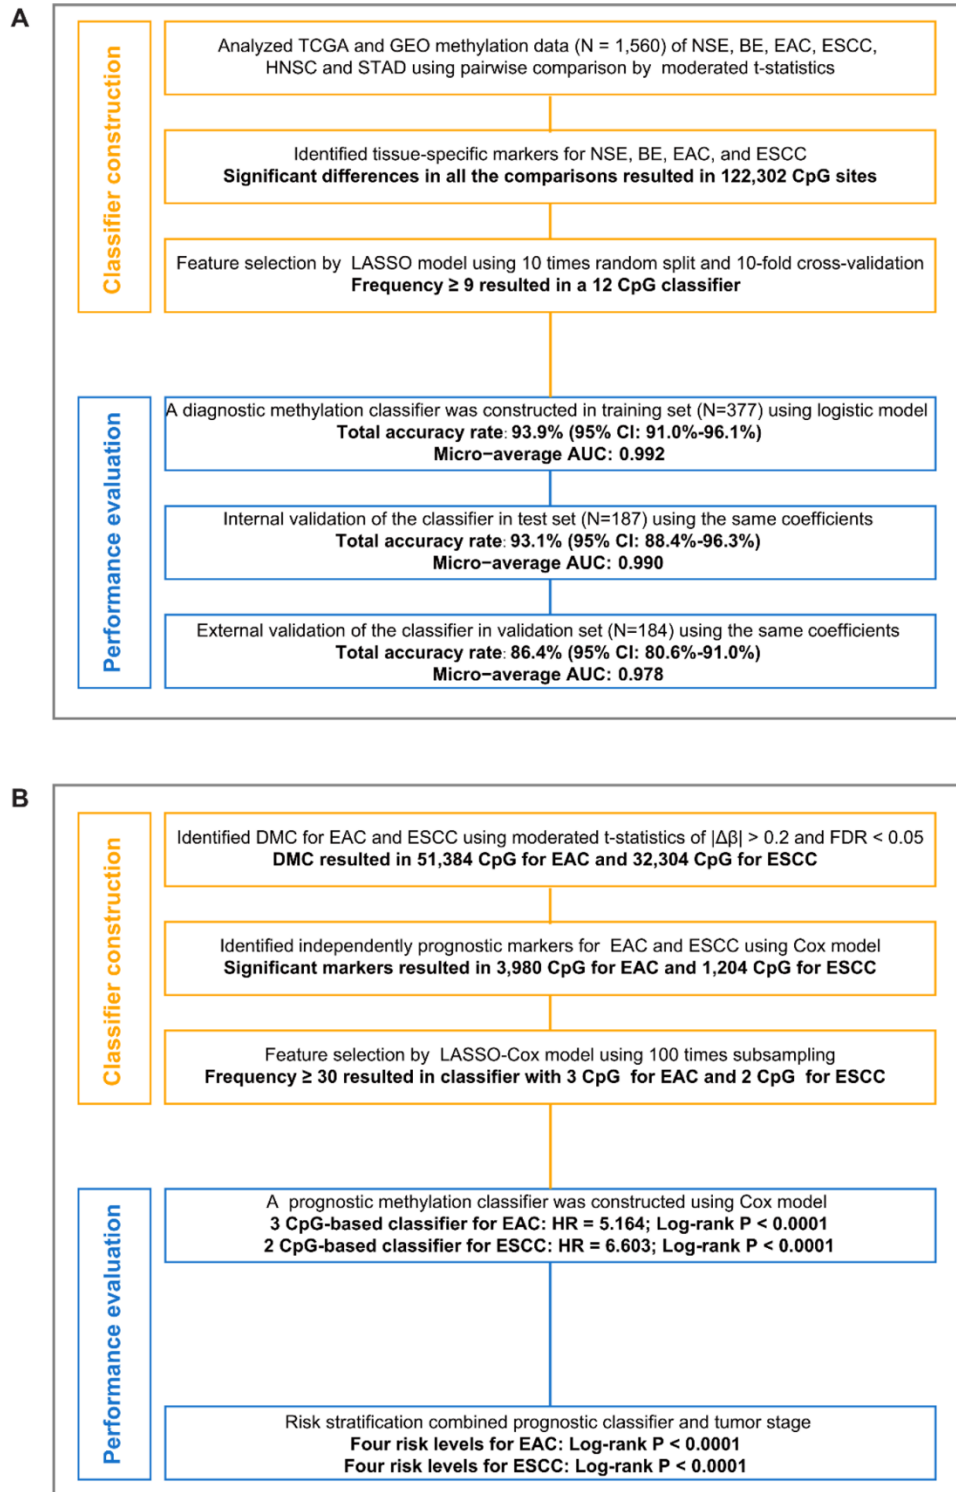 A
Classifier construction
Analyzed TCGA and GEO methylation data (N = 1,560) of NSE, BE, EAC, ESCC,
HNSC and STAD using pairwise comparison by moderated t-statistics
Identified tissue-specific markers for NSE, BE, EAC, and ESCC
Significant differences in all the comparisons resulted in 122,302 CpG sites
Feature selection by LASSO model using 10 times random split and 10-fold cross-validation
Frequency ≥ 9 resulted in a 12 CpG classifier
Performance evaluation
A diagnostic methylation classifier was constructed in training set (N=377) using logistic model
Total accuracy rate: 93.9% (95% CI: 91.0%-96.1%)
Micro−average AUC: 0.992
Internal validation of the classifier in test set (N=187) using the same coefficients
Total accuracy rate: 93.1% (95% CI: 88.4%-96.3%)
Micro−average AUC: 0.990
External validation of the classifier in validation set (N=184) using the same coefficients
Total accuracy rate: 86.4% (95% CI: 80.6%-91.0%)
Micro−average AUC: 0.978
B
Classifier construction
Identified DMC for EAC and ESCC using moderated t-statistics of |Δβ| > 0.2 and FDR < 0.05
DMC resulted in 51,384 CpG for EAC and 32,304 CpG for ESCC
Identified independently prognostic markers for EAC and ESCC using Cox model
Significant markers resulted in 3,980 CpG for EAC and 1,204 CpG for ESCC
Feature selection by LASSO-Cox model using 100 times subsampling
Frequency ≥ 30 resulted in classifier with 3 CpG for EAC and 2 CpG for ESCC
Performance evaluation
A prognostic methylation classifier was constructed using Cox model
3 CpG-based classifier for EAC: HR = 5.164; Log-rank P < 0.0001
2 CpG-based classifier for ESCC: HR = 6.603; Log-rank P < 0.0001
Risk stratification combined prognostic classifier and tumor stage
Four risk levels for EAC: Log-rank P < 0.0001
Four risk levels for ESCC: Log-rank P < 0.0001